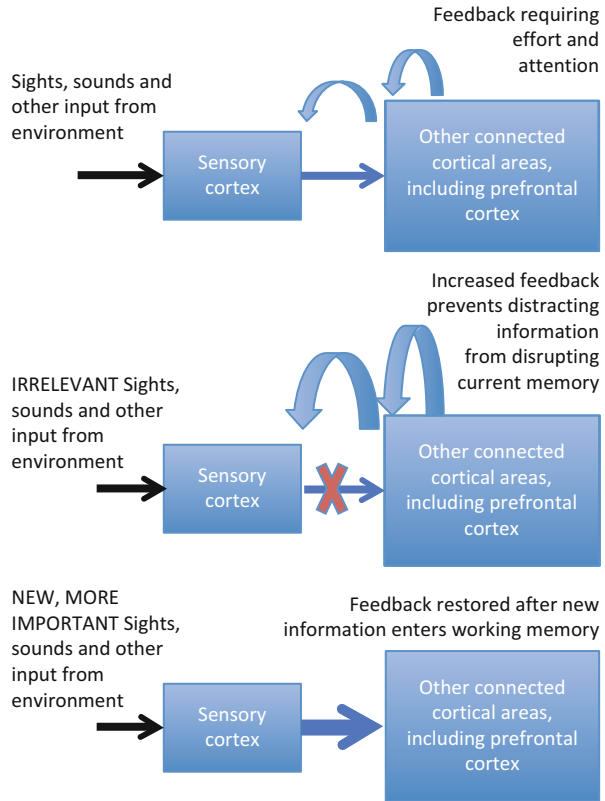 Feedback requiring
effort and
attention
Sights, sounds and
other input from
environment
Sensory
cortex
Other connected
cortical areas,
including prefrontal
cortex
Increased feedback
prevents distracting
information
from disrupting
current memory
IRRELEVANT Sights,
sounds and other
input from
environment
Sensory
cortex
Other connected
cortical areas,
including prefrontal
cortex
NEW, MORE
IMPORTANT Sights,
sounds and other
input from
environment
Feedback restored after new
information enters working memory
Sensory
cortex
Other connected
cortical areas,
including prefrontal
cortex